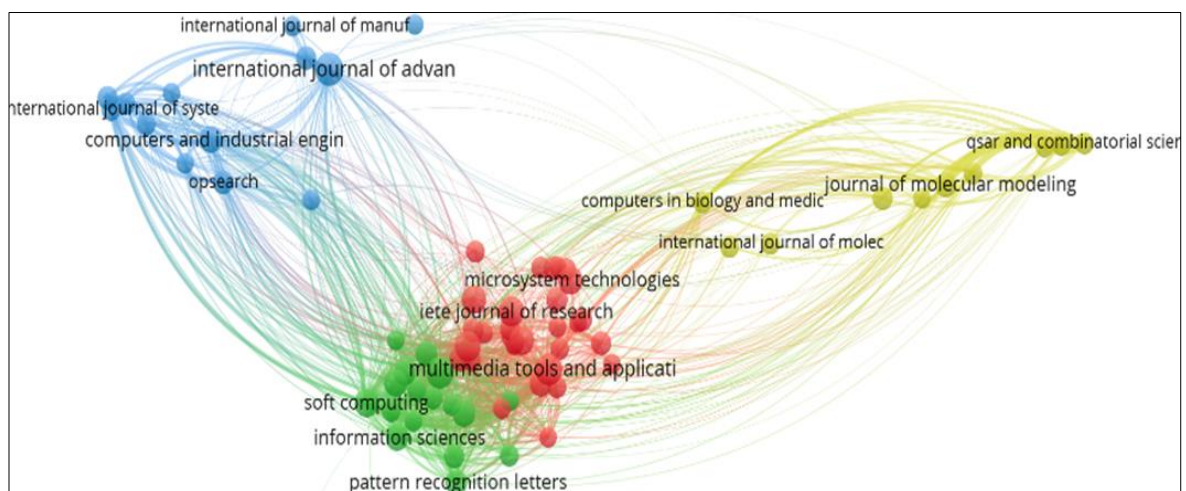 international journal of manuf
international journal of advan
nternational journal of syste
computers and industrial engin
qsar and combinatorial scien
opsearch
journal of molecular modeling
computers in biology and medic
international journal of molec
microsystem technologies
iete journal of research
multimedia tools and applicati
soft computing
information sciences
pattern recognition letters